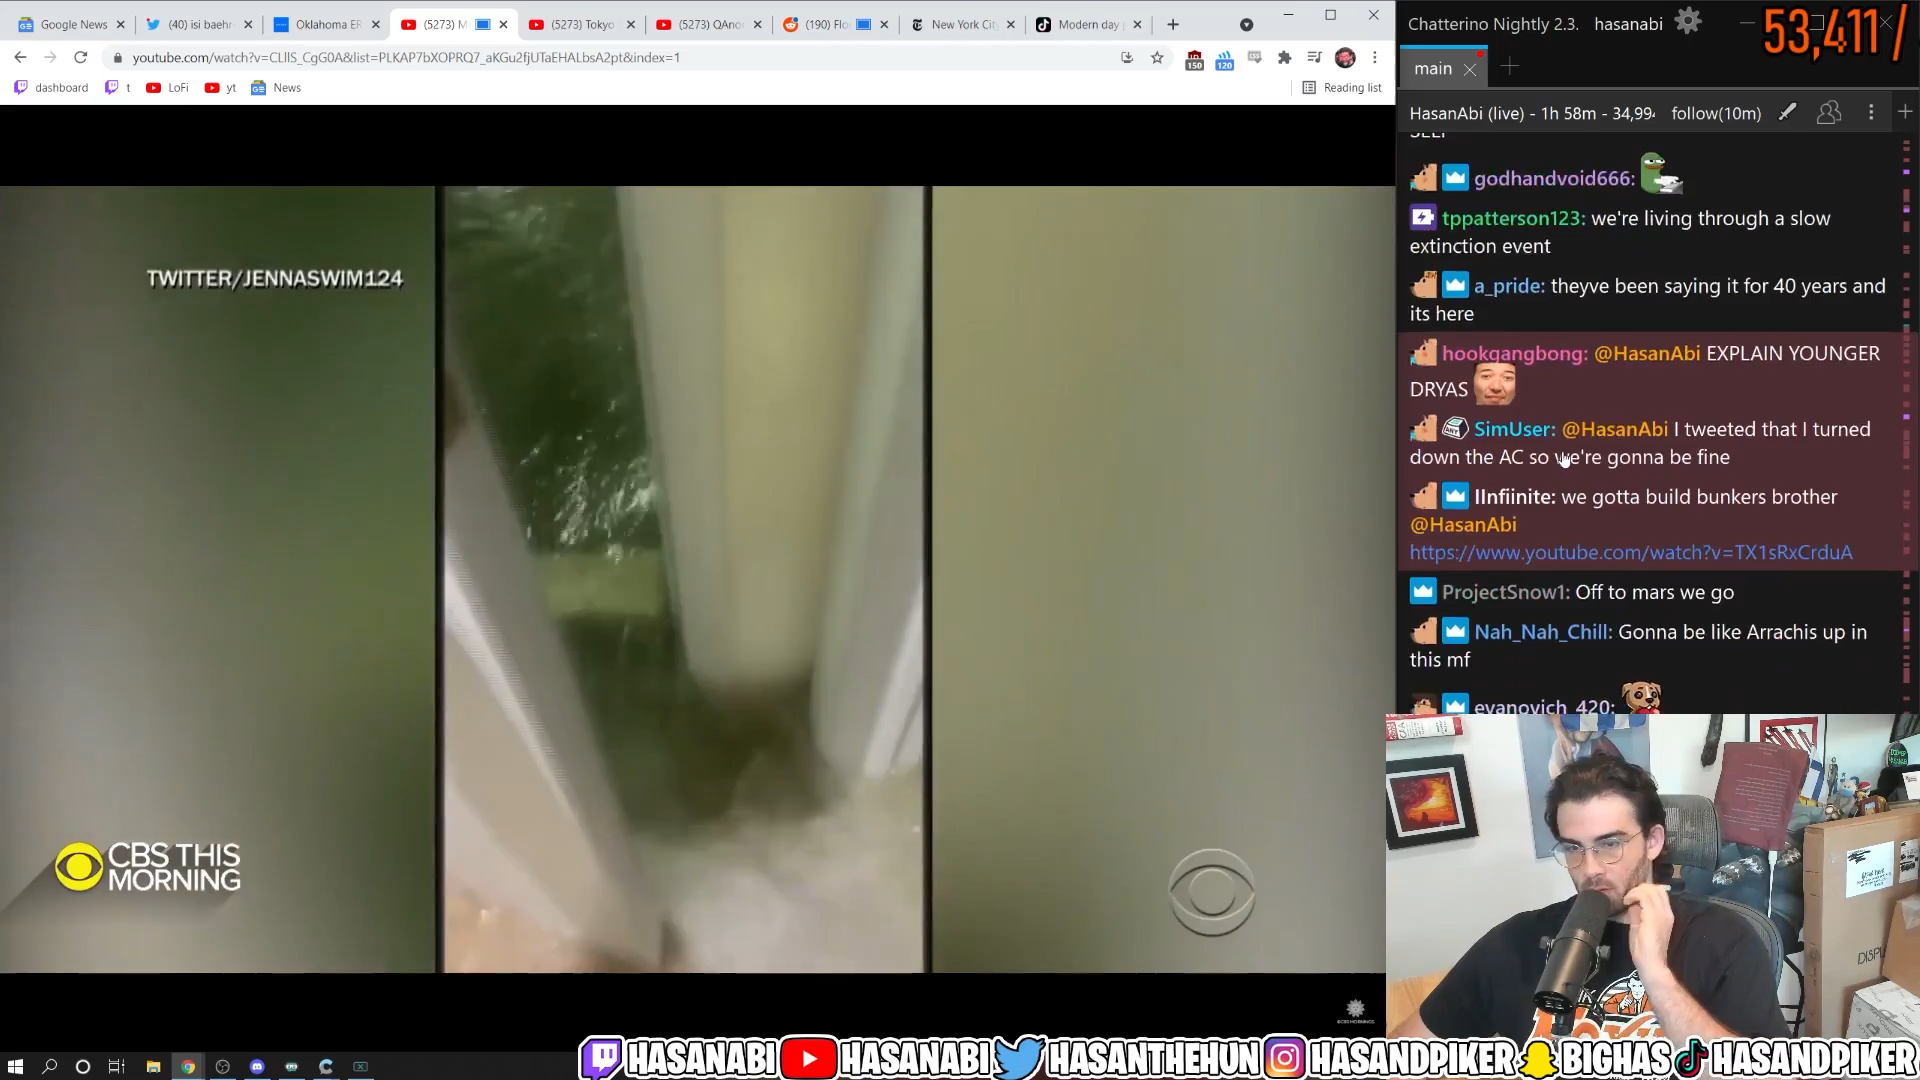 Google News
(40) isi baehr
Oklahoma E
(5273) M
(5273) Tokyo
(5273) QAno
(190) Flo
New York City
Modern day
youtube.com/watch?v=CLllS_CgG0A&list=PLKAP7bXOPRQ7_aKGu2fjUTaEHALbsA2pt&index=1
150
120
dashboard
t
LoFi
yt
News
Reading list
Chatterino Nightly 2.3.
hasanabi
53,411 /
main
HasanAbi (live) - 1h 58m - 34,99
follow(10m)
SELF
godhandvoid666:
tppatterson123: we're living through a slow
extinction event
a_pride: theyve been saying it for 40 years and
its here
hookgangbong: @HasanAbi EXPLAIN YOUNGER
DRYAS
SimUser: @HasanAbi I tweeted that I turned
down the AC so we're gonna be fine
IInfiinite: we gotta build bunkers brother
@HasanAbi
https://www.youtube.com/watch?v=TX1sRxCrduA
ProjectSnow1: Off to mars we go
Nah_Nah_Chill: Gonna be like Arrachis up in
this mf
evanovich_420:
TWITTER/JENNASWIM124
CBS THIS
MORNING
HASANABI
HASANABI
HASANTHEHUN
HASANDPIKER
BIGHAS
HASANDPIKER